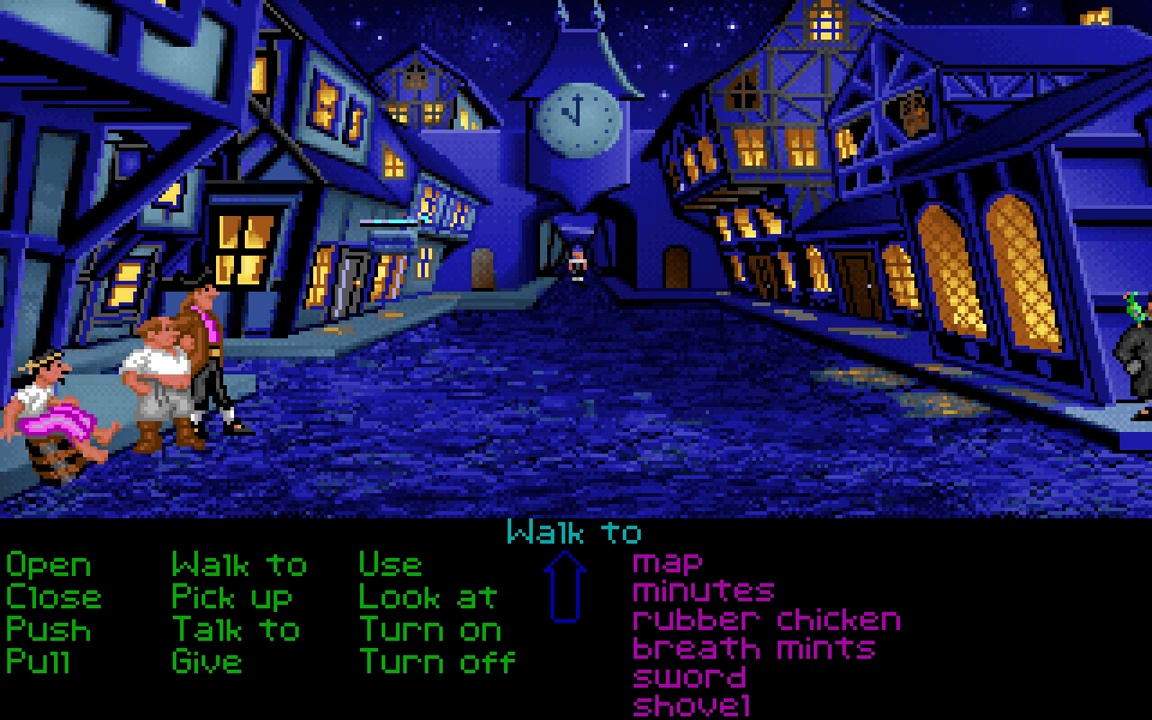 Walk to
Open Walk to Use map
Close Pick up Look at minutes
Push Talk to Turn on rubber chicken
Pull Give Turn off breath mints
sword
shovel